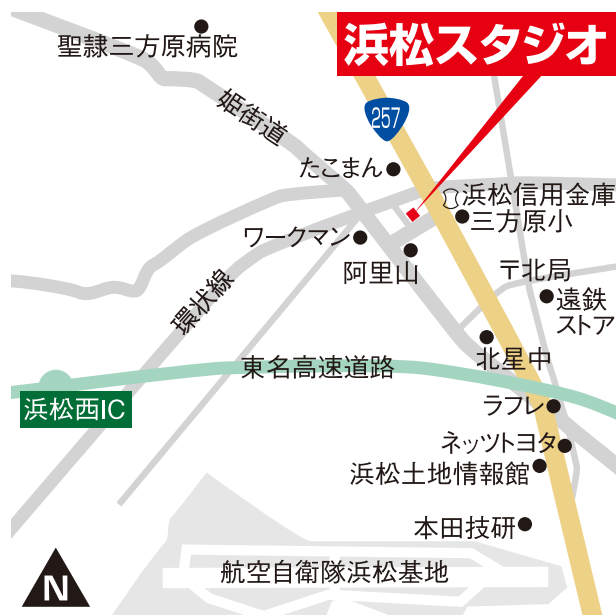 浜松スタジオ
聖隷三方原病院
姫街道
257
たこまん
浜松信用金庫
三方原小
ワークマン
阿里山
〒北局
遠鉄
ストア
環状線
北星中
東名高速道路
浜松西IC
ラフレ
ネッツトヨタ
浜松土地情報館
本田技研
航空自衛隊浜松基地
N